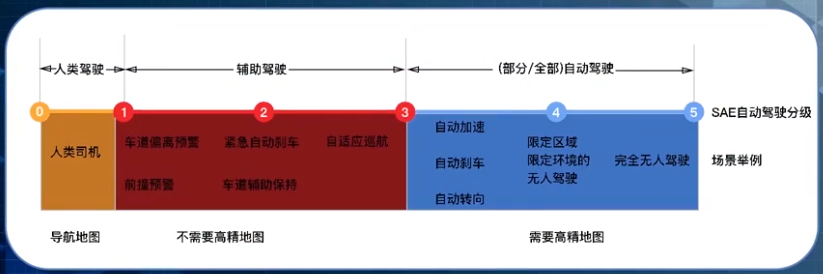 人类驾驶 辅助驾驶 (部分/全部)自动驾驶
0 1 2 3 4 5 SAE自动驾驶分级
人类司机 车道偏离预警 紧急自动刹车 自适应巡航 自动加速 限定区域
前撞预警 车道辅助保持 自动刹车 限定环境的 完全无人驾驶 场景举例
自动转向 无人驾驶
导航地图 不需要高精地图 需要高精地图